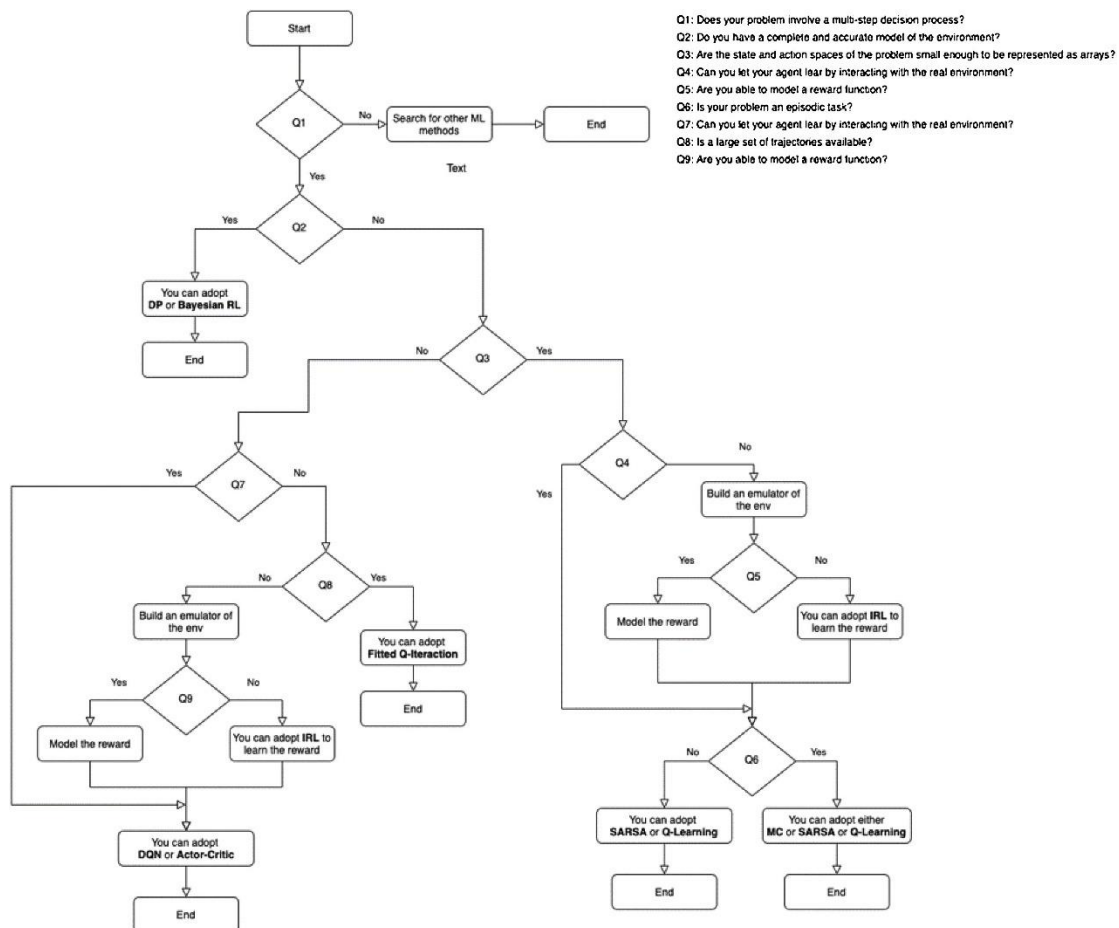 Start
Q1: Does your problem involve a multi-step decision process?
Q2: Do you have a complete and accurate model of the environment?
Q3: Are the state and action spaces of the problem small enough to be represented as arrays?
Q4: Can you let your agent lear by interacting with the real environment?
Q5: Are you able to model a reward function?
Q6: Is your problem an episodic task?
Q7: Can you let your agent lear by interacting with the real environment?
Q8: Is a large set of trajectories available?
Q9: Are you able to model a reward function?
Q1
No
Search for other ML
methods
End
Text
Yes
Q2
Yes
No
You can adopt
DP or Bayesian RL
End
Q3
No
Yes
Q7
Yes
No
Q4
No
Yes
Build an emulator of
the env
Q5
Yes
No
Model the reward
You can adopt IRL to
learn the reward
Q8
No
Yes
Build an emulator of
the env
You can adopt
Fitted Q-Iteraction
End
Q9
Yes
No
Model the reward
You can adopt IRL to
learn the reward
Q6
No
Yes
You can adopt
SARSA or Q-Learning
You can adopt either
MC or SARSA or Q-Learning
End
End
You can adopt
DQN or Actor-Critic
End